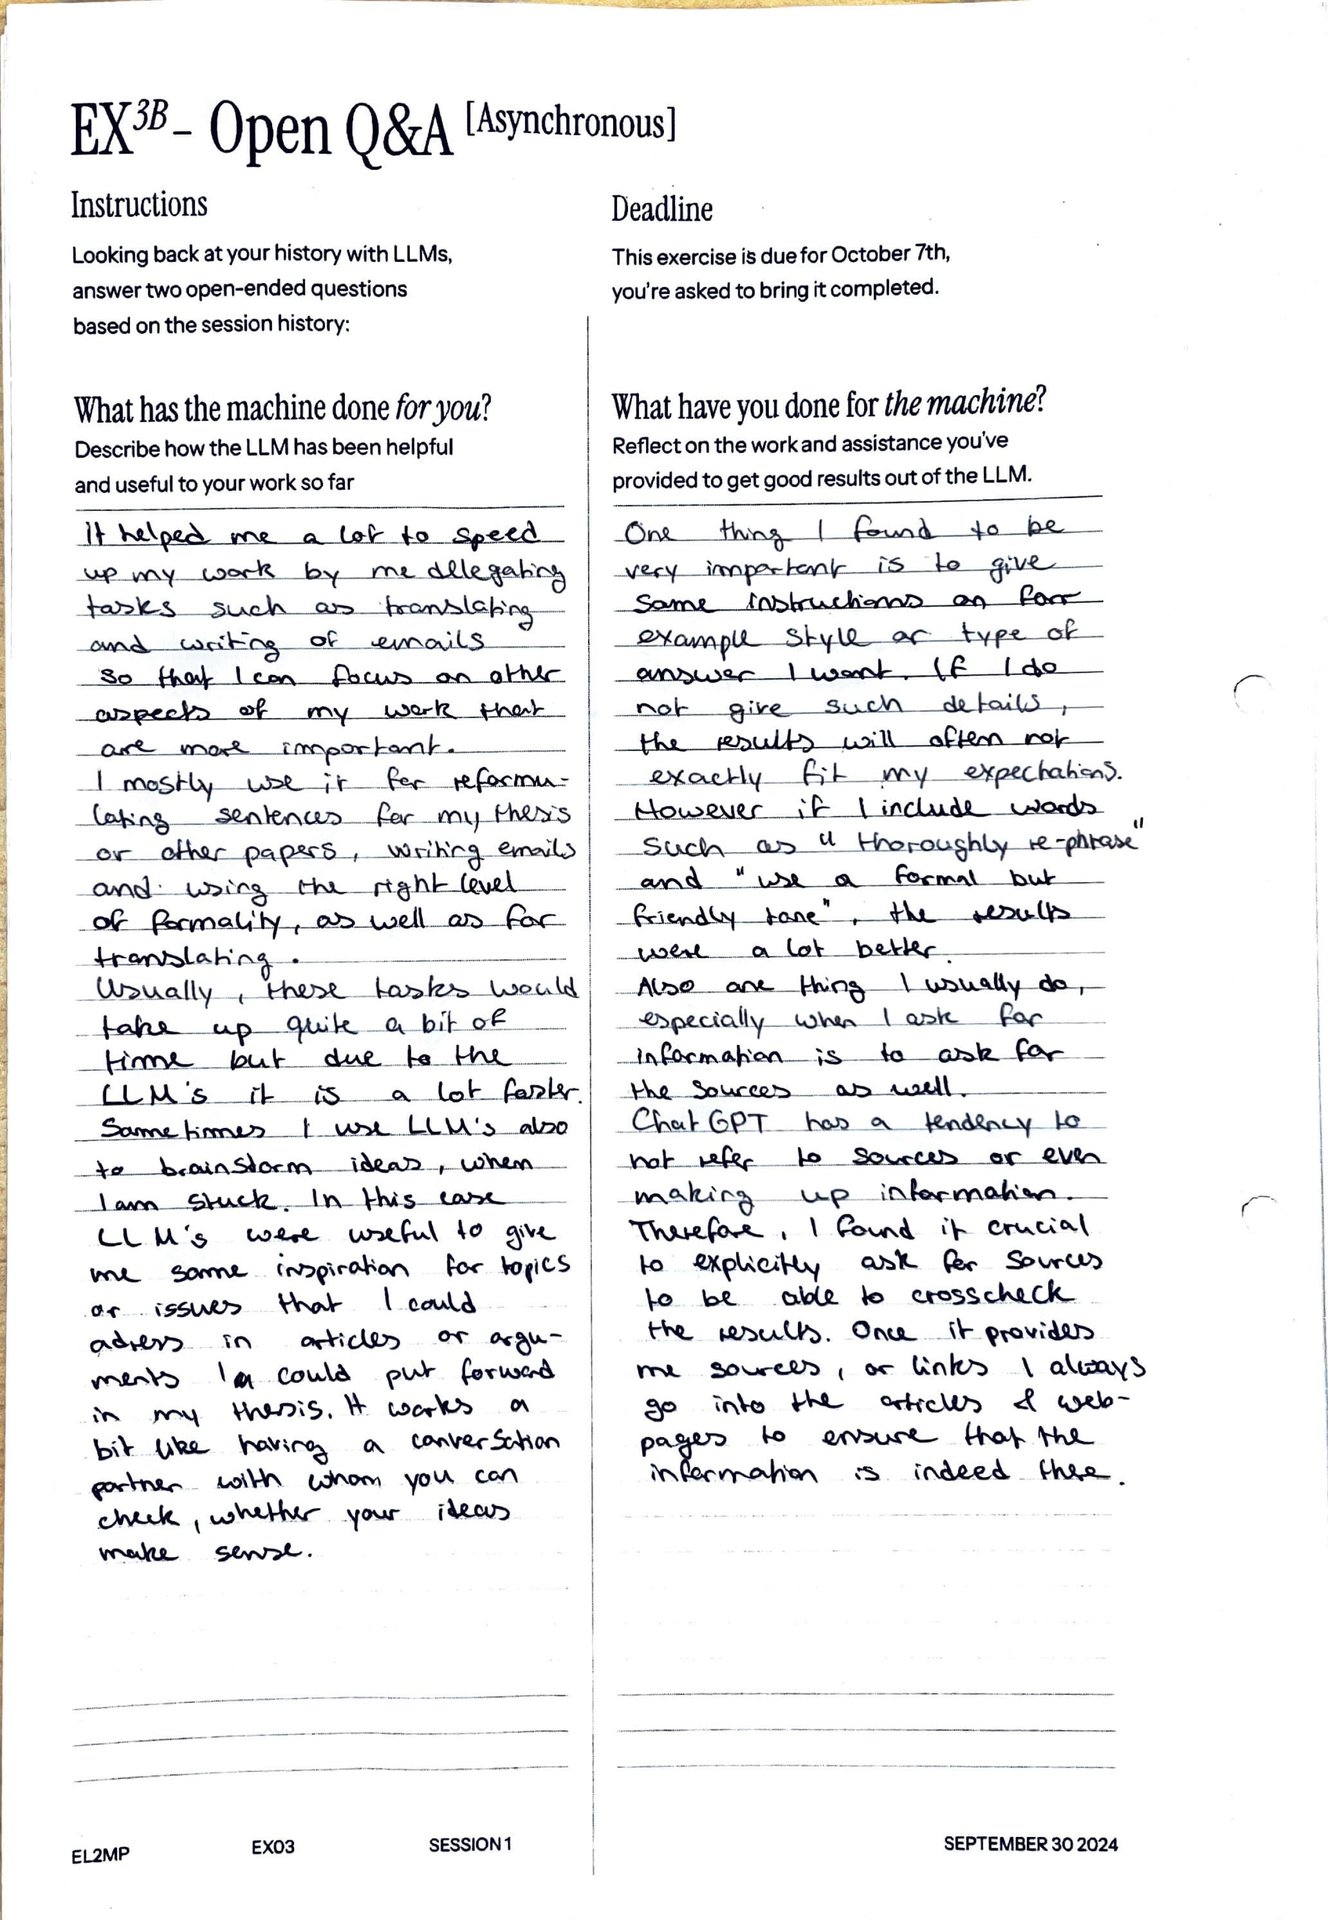 EX3B – Open Q&A [Asynchronous]
Instructions
Looking back at your history with LLMs,
answer two open-ended questions
based on the session history:
Deadline
This exercise is due for October 7th,
you're asked to bring it completed.
What has the machine done for you?
Describe how the LLM has been helpful
and useful to your work so far
It helped me a lot to speed
up my work by me dellegating
tasks such as translating
and writing of emails
so that I can focus on other
aspects of my work that
are more important.
I mostly use it for reformu-
lating sentences for my thesis
or other papers, writing emails
and using the right level
of formality, as well as for
translating.
Usually, these tasks would
take up quite a bit of
time but due to the
LLM's it is a lot faster.
Sometimes I use LLM's also
to brainstorm ideas, when
I am stuck. In this case
LLM's were useful to give
me some inspiration for topics
or issues that I could
adress in articles or argu-
ments I could put forward
in my thesis. It works a
bit like having a conversation
partner with whom you can
check, whether your ideas
make sense.
What have you done for the machine?
Reflect on the work and assistance you've
provided to get good results out of the LLM.
One thing I found to be
very important is to give
some instructions on for
example style or type of
answer I want. If I do
not give such details,
the results will often not
exactly fit my expectations.
However if I include words
such as "thoroughly re-phrase"
and "use a formal but
friendly tone", the results
were a lot better.
Also one thing I usually do,
especially when I ask for
information is to ask for
the sources as well.
ChatGPT has a tendency to
not refer to sources or even
making up information.
Therefore, I found it crucial
to explicitly ask for sources
to be able to crosscheck
the results. Once it provides
me sources, or links I always
go into the articles & web-
pages to ensure that the
information is indeed there.
EL2MP
EX03
SESSION 1
SEPTEMBER 30 2024